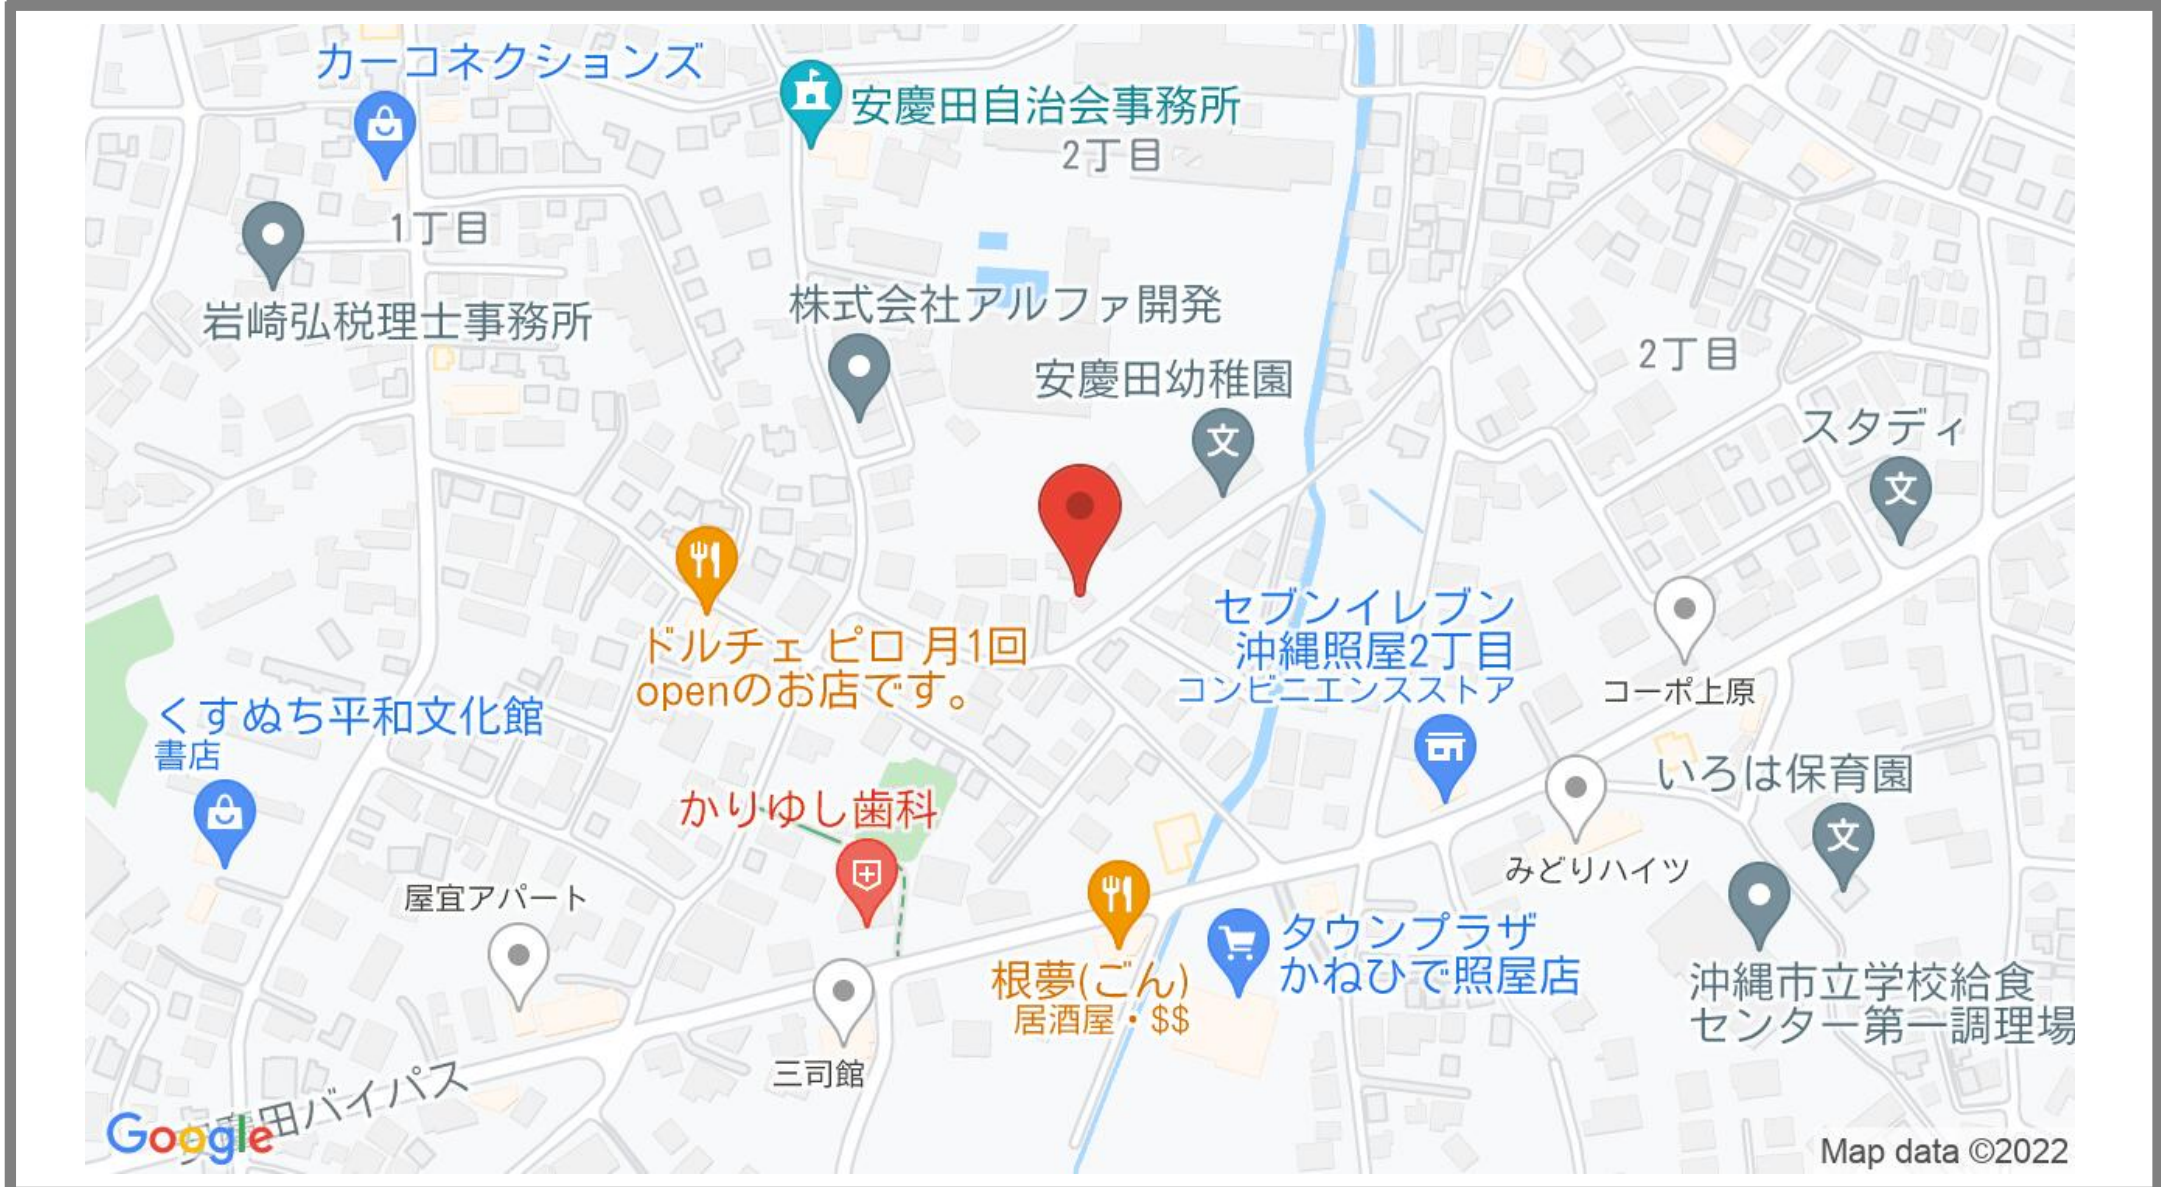 カーコネクションズ
安慶田自治会事務所
2丁目
1丁目
岩崎弘税理士事務所
株式会社アルファ開発
安慶田幼稚園
2丁目
スタディ
ドルチェ ピロ 月1回
openのお店です。
セブンイレブン
沖縄照屋2丁目
コンビニエンスストア
コーポ上原
くすぬち平和文化館
書店
かりゆし歯科
いろは保育園
みどりハイツ
屋宜アパート
根夢(ごん)
居酒屋・$$
タウンプラザ
かねひで照屋店
沖縄市立学校給食
センター第一調理場
三司館
田バイパス
Google
Map data ©2022